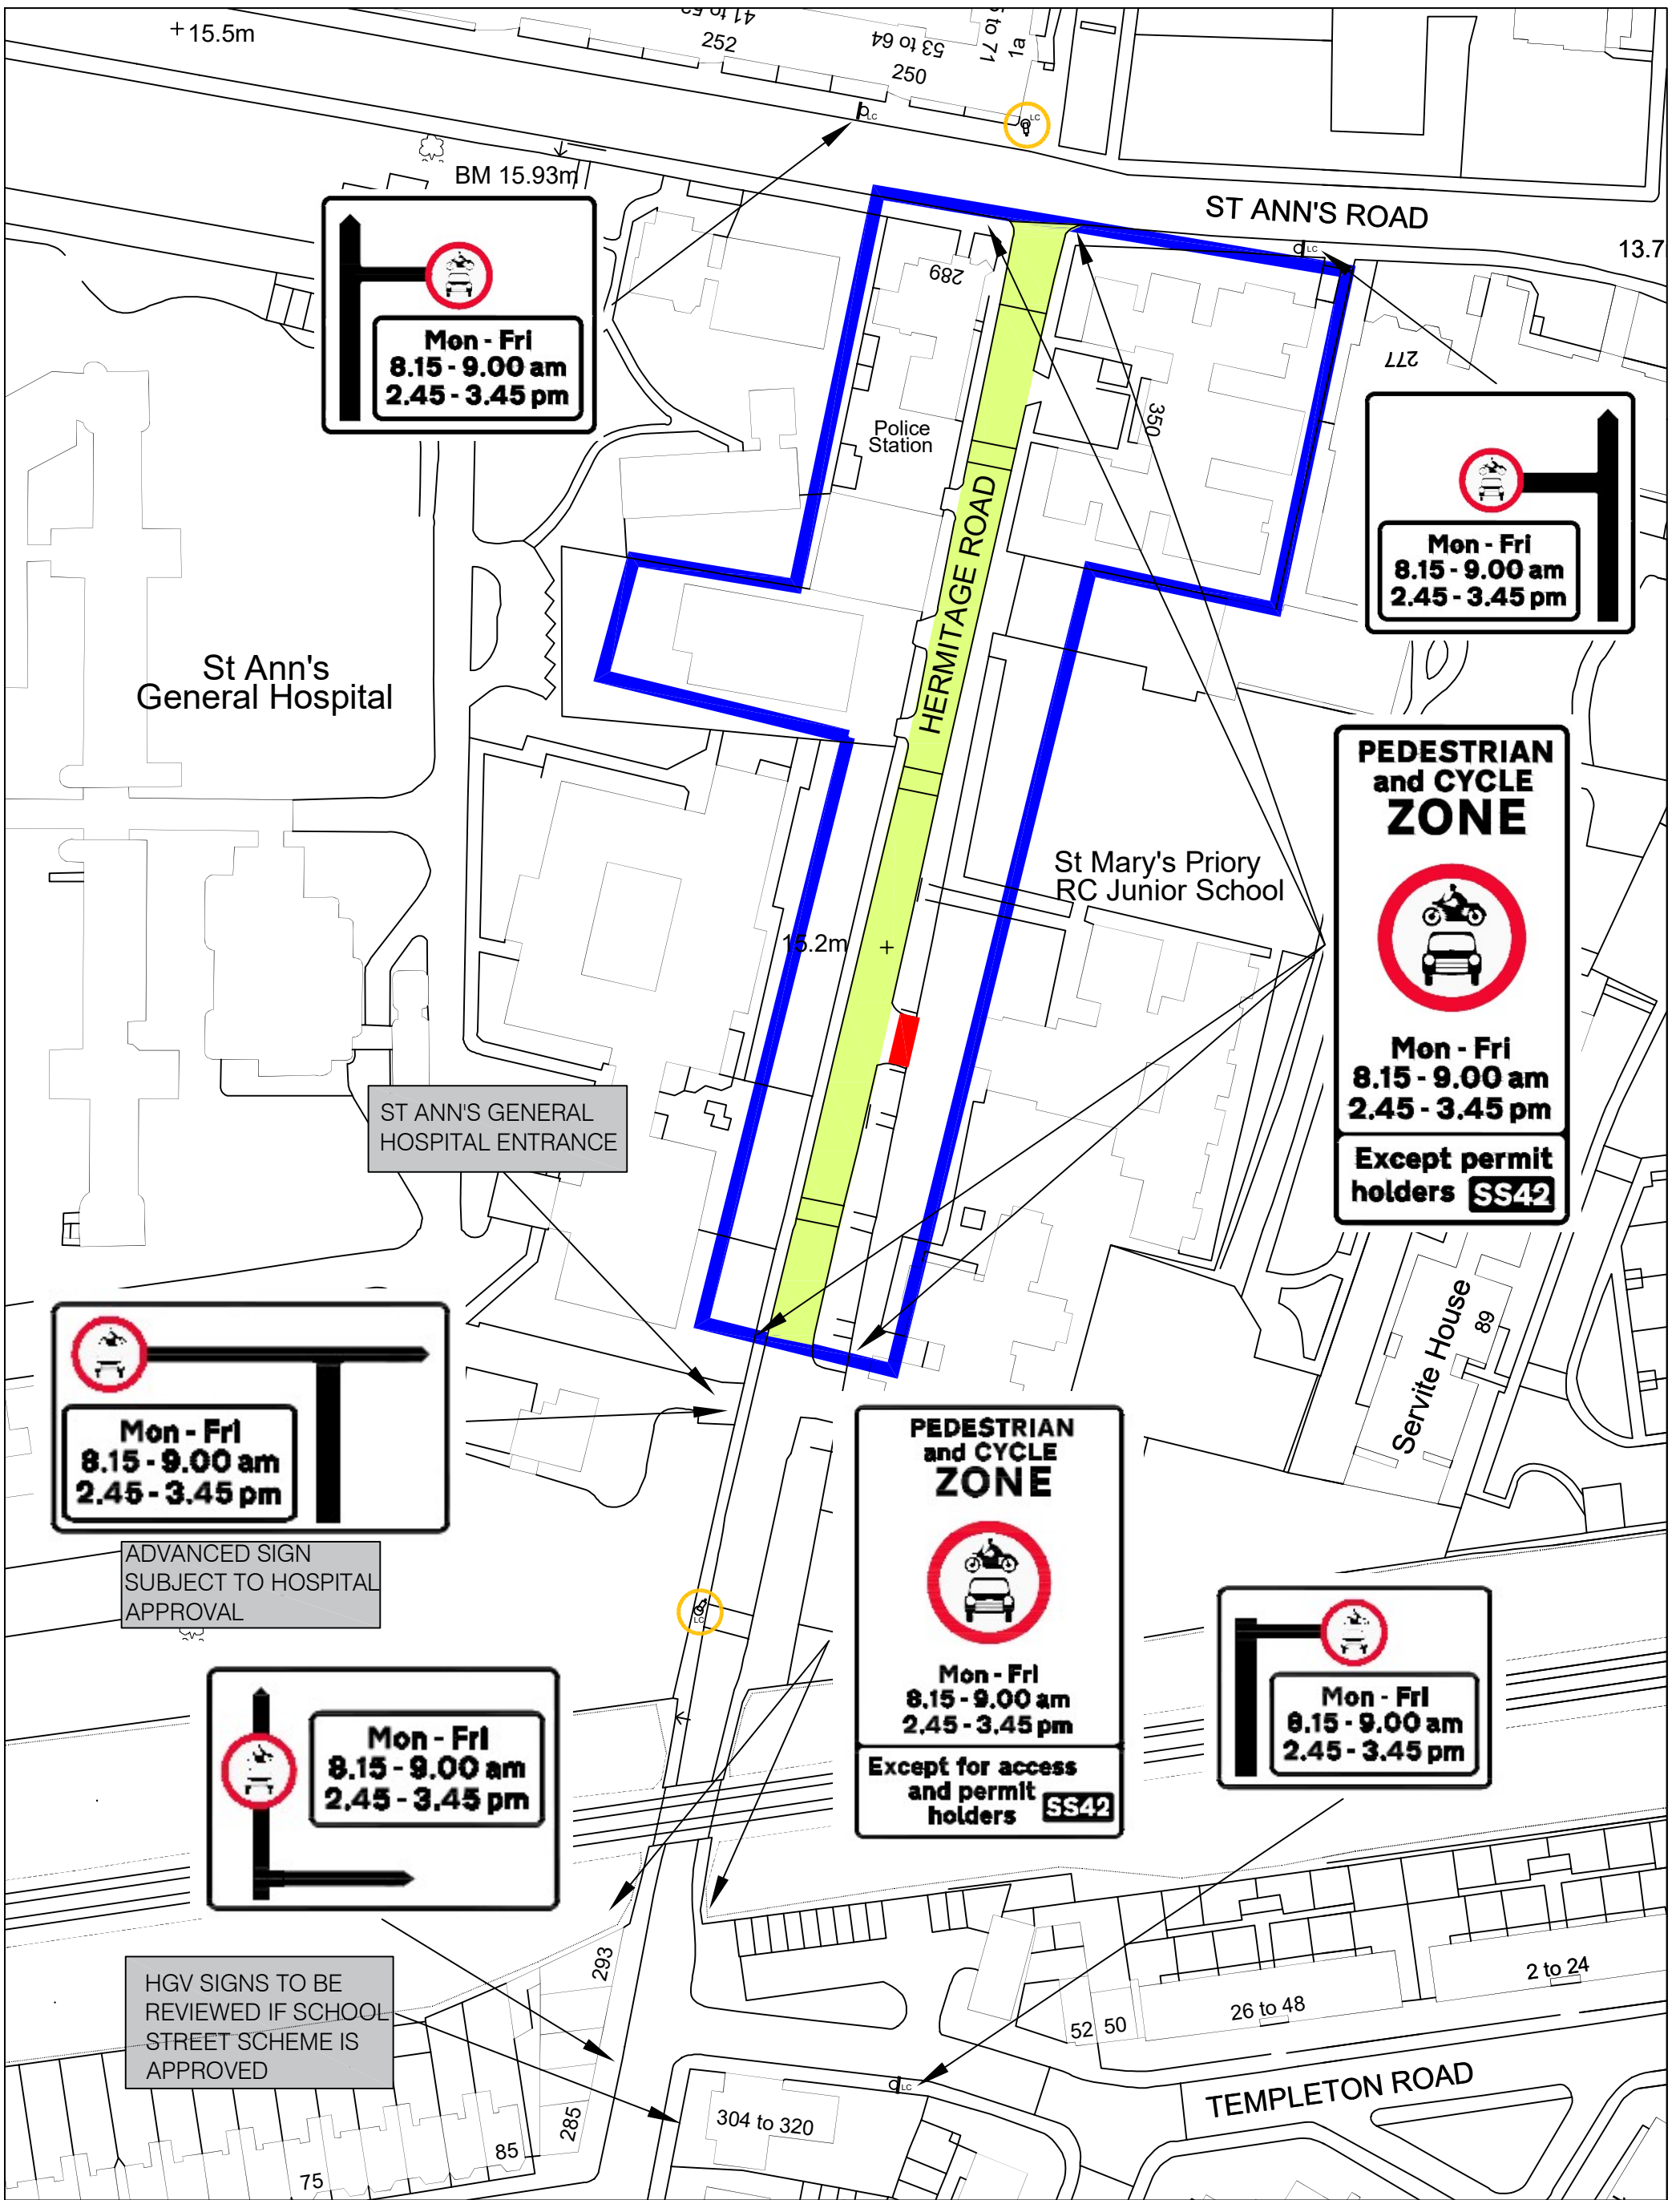 15.5m
41 to 52
252
53 to 64
250
1a
LC
LC
BM 15.93m
ST ANN'S ROAD
LC
13.7
Mon - Fri
8.15 - 9.00 am
2.45 - 3.45 pm
289
277
350
Police
Station
Mon - Fri
8.15 - 9.00 am
2.45 - 3.45 pm
HERMITAGE ROAD
St Ann's
General Hospital
PEDESTRIAN
and CYCLE
ZONE
Mon - Fri
8.15 - 9.00 am
2.45 - 3.45 pm
Except permit
holders SS42
St Mary's Priory
RC Junior School
15.2m
ST ANN'S GENERAL
HOSPITAL ENTRANCE
Servite House
89
Mon - Fri
8.15 - 9.00 am
2.45 - 3.45 pm
ADVANCED SIGN
SUBJECT TO HOSPITAL
APPROVAL
PEDESTRIAN
and CYCLE
ZONE
Mon - Fri
8.15 - 9.00 am
2.45 - 3.45 pm
Except for access
and permit
holders SS42
LC
Mon - Fri
8.15 - 9.00 am
2.45 - 3.45 pm
Mon - Fri
8.15 - 9.00 am
2.45 - 3.45 pm
293
HGV SIGNS TO BE
REVIEWED IF SCHOOL
STREET SCHEME IS
APPROVED
2 to 24
26 to 48
52 50
LC
TEMPLETON ROAD
304 to 320
285
85
75